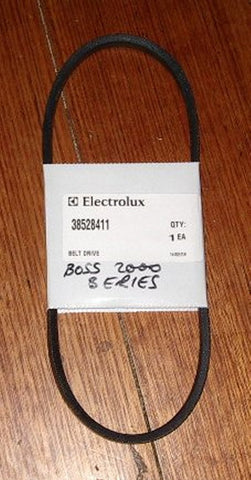 Electrolux
38528411
QTY:
1 EA
BELT DRIVE
BOSS 2000
SERIES